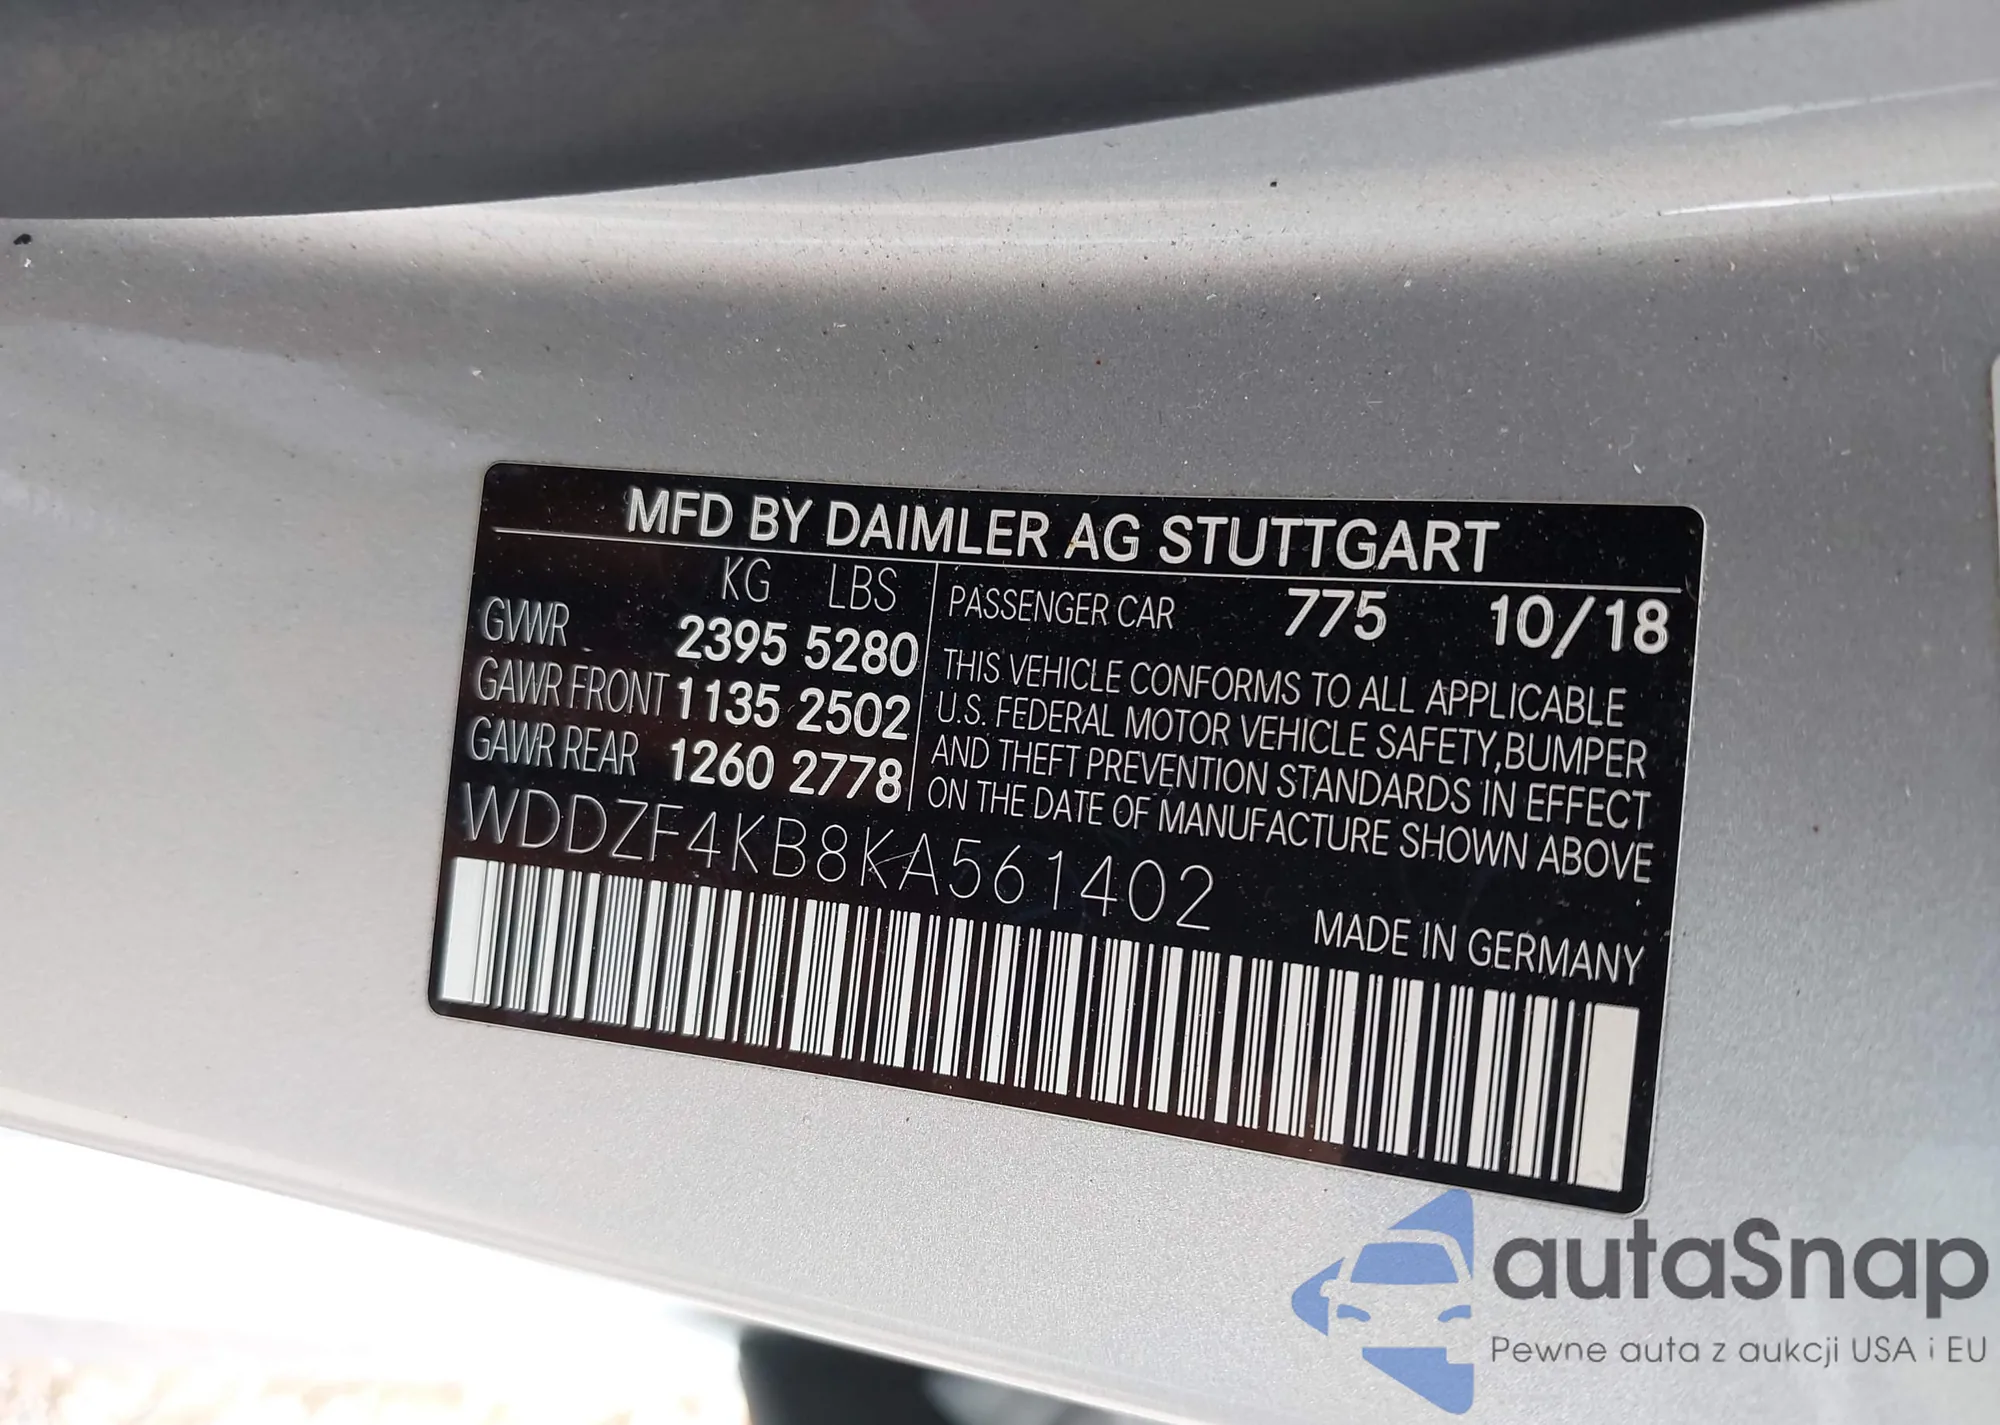 MFD BY DAIMLER AG STUTTGART
KG LBS
GVWR 2395 5280
GAWR FRONT 1135 2502
GAWR REAR 1260 2778
PASSENGER CAR 775 10/18
THIS VEHICLE CONFORMS TO ALL APPLICABLE
U.S. FEDERAL MOTOR VEHICLE SAFETY,BUMPER
AND THEFT PREVENTION STANDARDS IN EFFECT
ON THE DATE OF MANUFACTURE SHOWN ABOVE
WDDZF4KB8KA561402
MADE IN GERMANY
autaSnap
Pewne auta z aukcji USA i EU